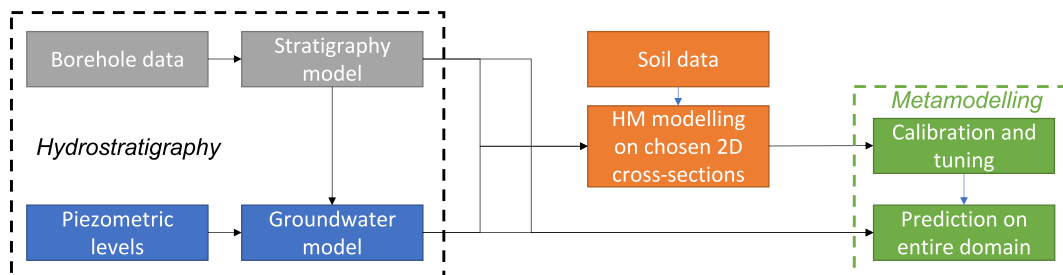 Borehole data
Stratigraphy
model
Soil data
Metamodelling
HM modelling
on chosen 2D
cross-sections
Calibration and
tuning
Hydrostratigraphy
Piezometric
levels
Groundwater
model
Prediction on
entire domain